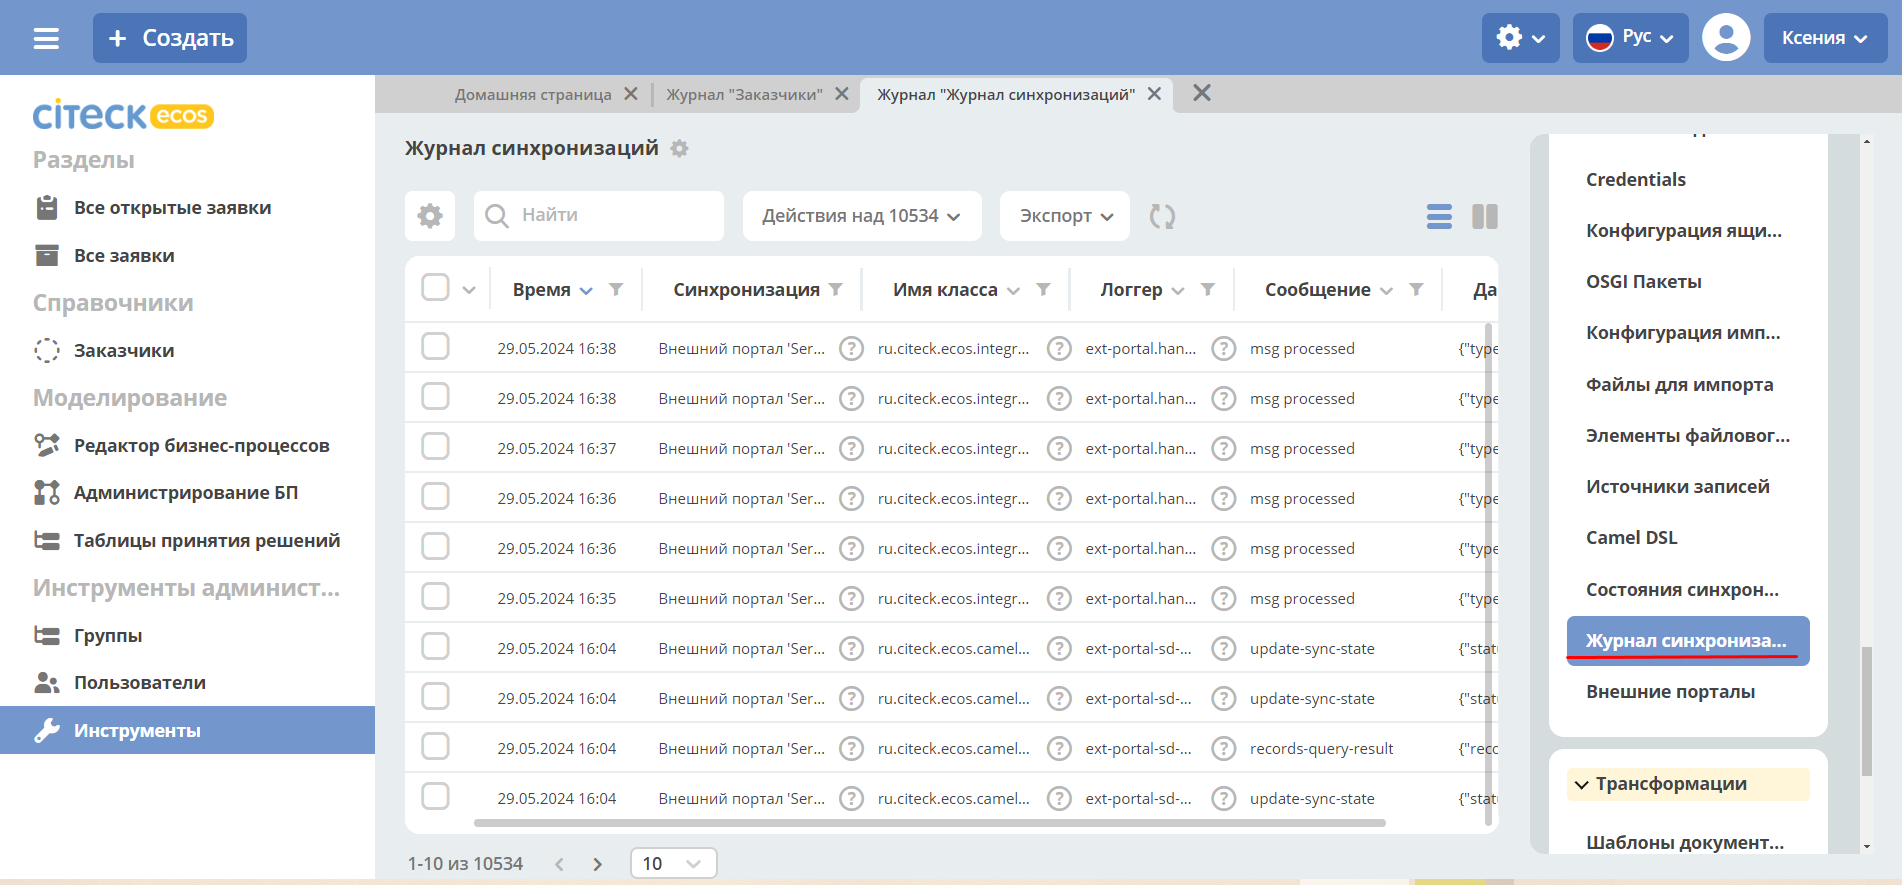 + Создать
Рус
Ксения
citeck ecos
Разделы
Все открытые заявки
Все заявки
Справочники
Заказчики
Моделирование
Редактор бизнес-процессов
Администрирование БП
Таблицы принятия решений
Инструменты админист...
Группы
Пользователи
Инструменты
Домашняя страница
Журнал "Заказчики"
Журнал "Журнал синхронизаций"
Журнал синхронизаций
Найти
Действия над 10534
Экспорт
Время Синхронизация Имя класса Логгер Сообщение Да
29.05.2024 16:38 Внешний портал 'Ser... ? ru.citeck.ecos.integr... ? ext-portal.han... ? msg processed {"type
29.05.2024 16:38 Внешний портал 'Ser... ? ru.citeck.ecos.integr... ? ext-portal.han... ? msg processed {"type
29.05.2024 16:37 Внешний портал 'Ser... ? ru.citeck.ecos.integr... ? ext-portal.han... ? msg processed {"type
29.05.2024 16:36 Внешний портал 'Ser... ? ru.citeck.ecos.integr... ? ext-portal.han... ? msg processed {"type
29.05.2024 16:36 Внешний портал 'Ser... ? ru.citeck.ecos.integr... ? ext-portal.han... ? msg processed {"type
29.05.2024 16:35 Внешний портал 'Ser... ? ru.citeck.ecos.integr... ? ext-portal.han... ? msg processed {"type
29.05.2024 16:04 Внешний портал 'Ser... ? ru.citeck.ecos.camel... ? ext-portal-sd-... ? update-sync-state {"stat
29.05.2024 16:04 Внешний портал 'Ser... ? ru.citeck.ecos.camel... ? ext-portal-sd-... ? update-sync-state {"stat
29.05.2024 16:04 Внешний портал 'Ser... ? ru.citeck.ecos.camel... ? ext-portal-sd-... ? records-query-result {"reco
29.05.2024 16:04 Внешний портал 'Ser... ? ru.citeck.ecos.camel... ? ext-portal-sd-... ? update-sync-state {"stat
1-10 из 10534
10
Credentials
Конфигурация ящи...
OSGI Пакеты
Конфигурация имп...
Файлы для импорта
Элементы файловог...
Источники записей
Camel DSL
Состояния синхрон...
Журнал синхрониза...
Внешние порталы
Трансформации
Шаблоны документ...